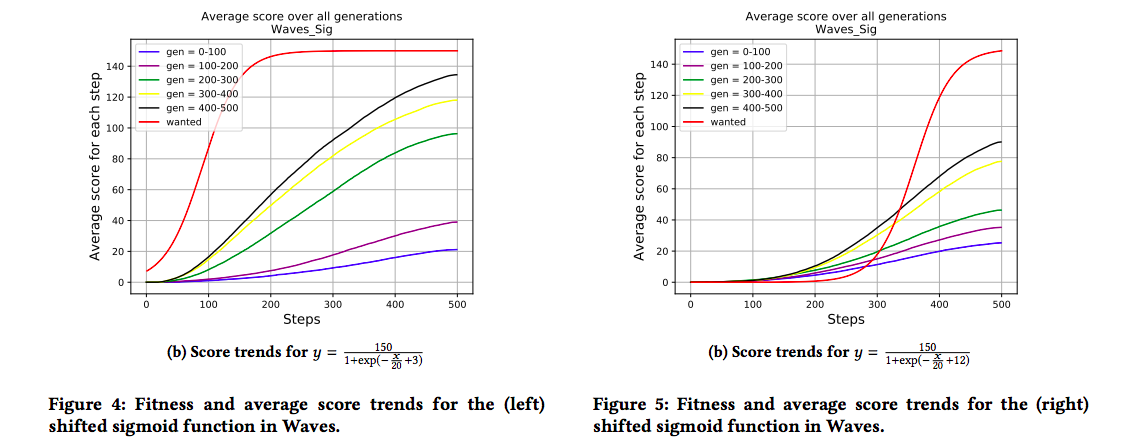 Average score over all generations
Waves_Sig
gen = 0-100
gen = 100-200
gen = 200-300
gen = 300-400
gen = 400-500
wanted
Average score for each step
140
120
100
80
60
40
20
0
0 100 200 300 400 500
Steps
(b) Score trends for y = 150 / 1+exp(− x/20 +3)
Figure 4: Fitness and average score trends for the (left)
shifted sigmoid function in Waves.
Average score over all generations
Waves_Sig
gen = 0-100
gen = 100-200
gen = 200-300
gen = 300-400
gen = 400-500
wanted
Average score for each step
140
120
100
80
60
40
20
0
0 100 200 300 400 500
Steps
(b) Score trends for y = 150 / 1+exp(− x/20 +12)
Figure 5: Fitness and average score trends for the (right)
shifted sigmoid function in Waves.